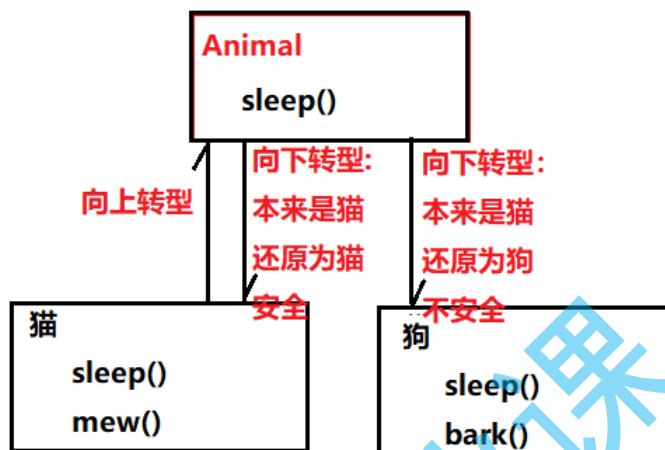 Animal
sleep()
向上转型
向下转型:
本来是猫
还原为猫
安全
向下转型：
本来是猫
还原为狗
不安全
猫
sleep()
mew()
狗
sleep()
bark()
课